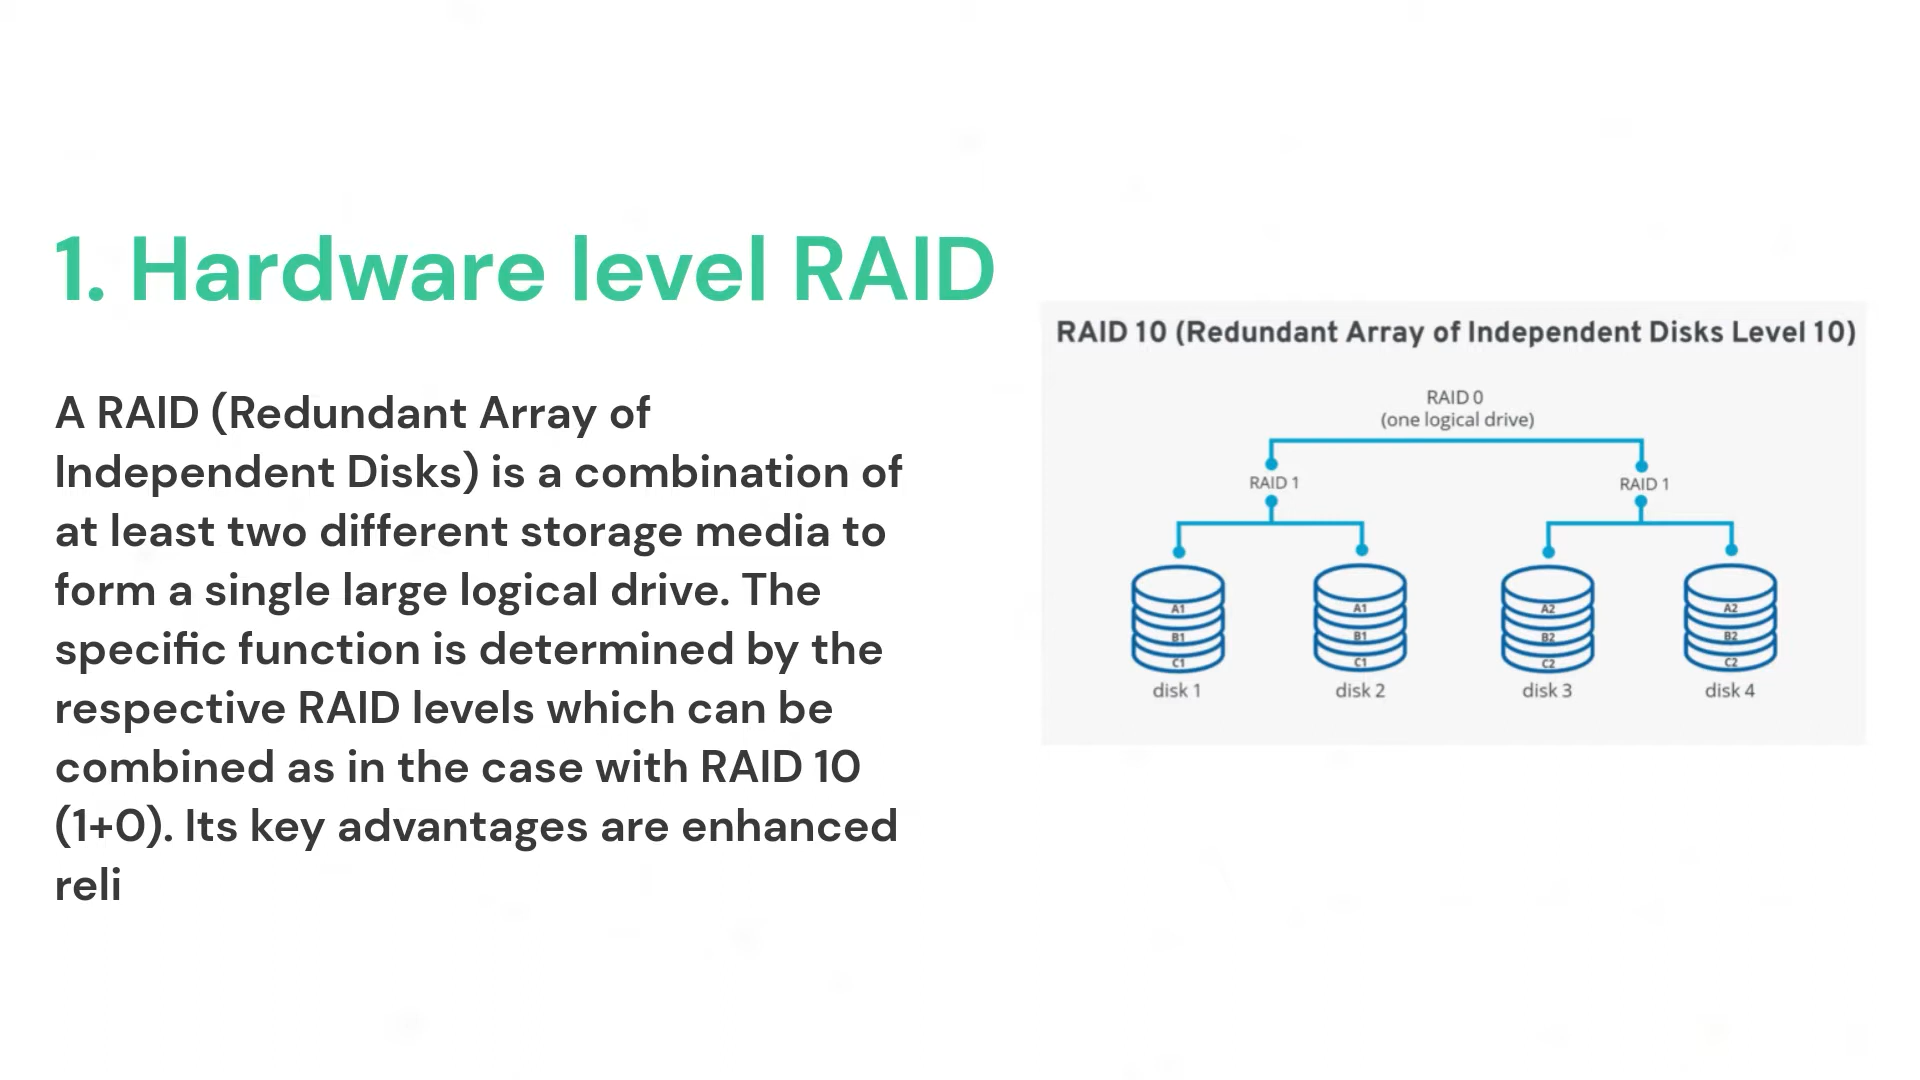 1. Hardware level RAID
A RAID (Redundant Array of
Independent Disks) is a combination of
at least two different storage media to
form a single large logical drive. The
specific function is determined by the
respective RAID levels which can be
combined as in the case with RAID 10
(1+0). Its key advantages are enhanced
reli
RAID 10 (Redundant Array of Independent Disks Level 10)
RAID 0
(one logical drive)
RAID 1 RAID 1
A1 A1 A2 A2
B1 B1 B2 B2
C1 C1 C2 C2
disk 1 disk 2 disk 3 disk 4